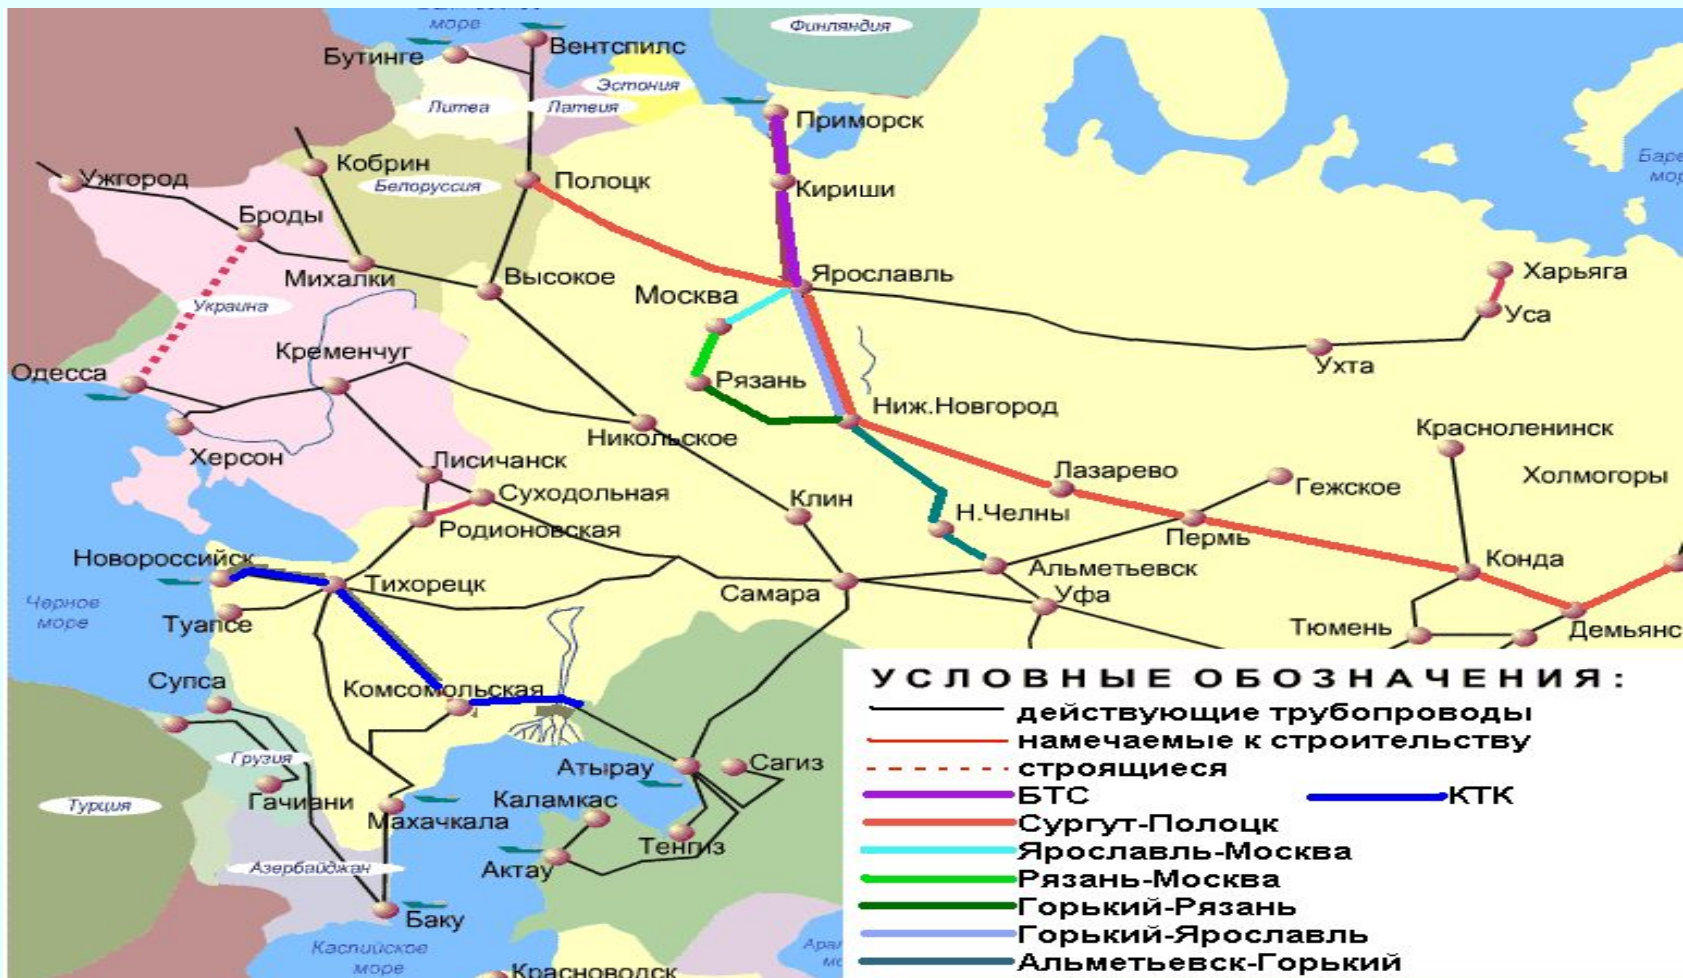 море
Финляндия
Бутинге
Вентспилс
Эстония
Литва
Латвия
Приморск
Ужгород
Кобрин
Белоруссия
Полоцк
Кириши
Броды
Михалки
Высокое
Ярославль
Харьяга
Украина
Москва
Уса
Кременчуг
Одесса
Рязань
Ухта
Ниж.Новгород
Херсон
Никольское
Красноленинск
Лисичанск
Лазарево
Холмогоры
Суходольная
Клин
Гежское
Родионовская
Н.Челны
Пермь
Новороссийск
Тихорецк
Самара
Альметьевск
Конда
Черное
море
Туапсе
Уфа
Тюмень
Демьянс
Супса
Комсомольская
Грузия
Атырау
Сагиз
Турция
Гачиани
Махачкала
Каламкас
Тенгиз
Азербайджан
Актау
Баку
Каспийское
море
Красноводск
УСЛОВНЫЕ ОБОЗНАЧЕНИЯ:
действующие трубопроводы
намечаемые к строительству
строящиеся
БТС
КТК
Сургут-Полоцк
Ярославль-Москва
Рязань-Москва
Горький-Рязань
Горький-Ярославль
Альметьевск-Горький